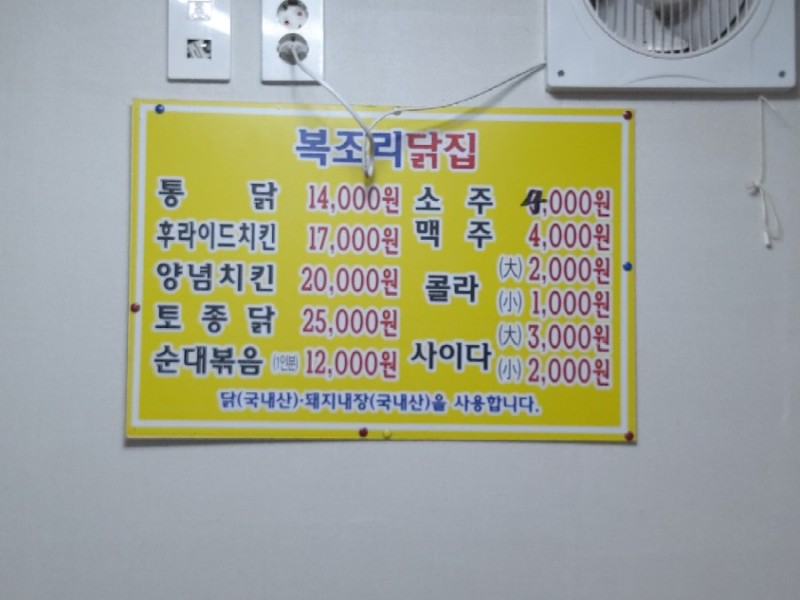 복조리닭집
통 닭 14,000원
후라이드치킨 17,000원
양념치킨 20,000원
토종닭 25,000원
순대볶음 (1인분) 12,000원
소 주 4,000원
맥 주 4,000원
콜라 (大) 2,000원
(小) 1,000원
사이다 (大) 3,000원
(小) 2,000원
닭(국내산)·돼지내장(국내산)을 사용합니다.